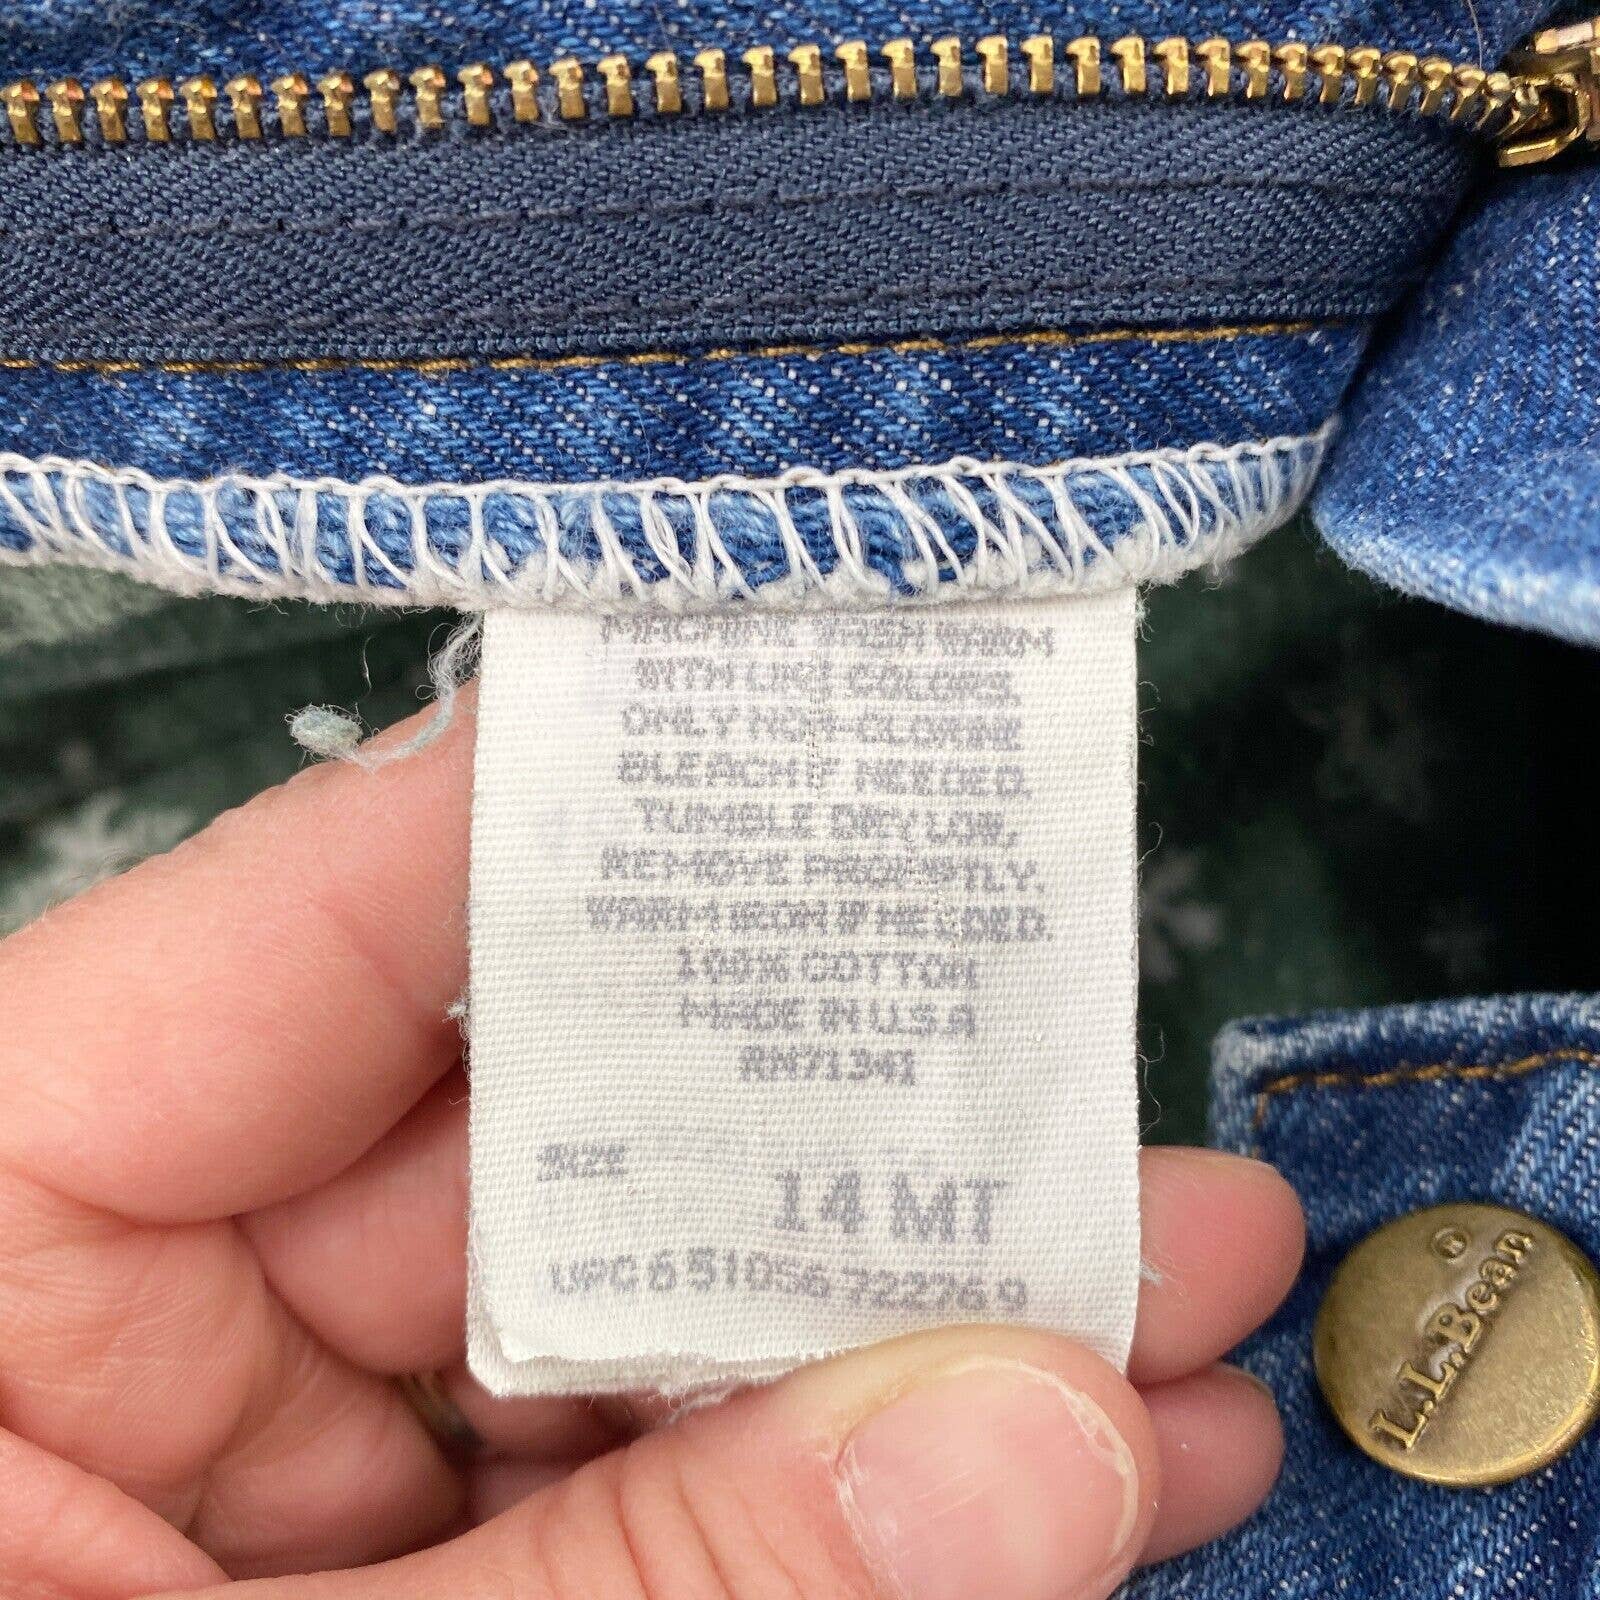 MACHINE WASH WARM
WITH LIKE COLORS.
ONLY NON-CLORINE
BLEACH IF NEEDED.
TUMBLE DRY LOW,
REMOVE PROMPTLY.
WARM IRON IF NEEDED.
100% COTTON
MADE IN U.S.A
RN71341
SIZE
14 MT
UPC 6 51056 72276 9
L.L.Bean ®